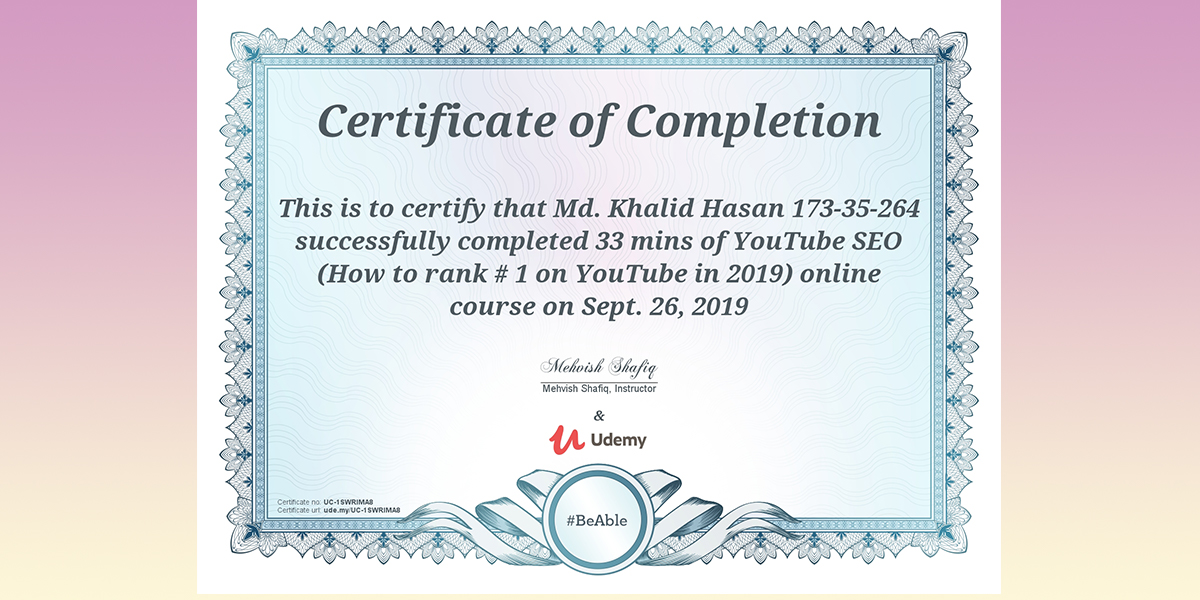 Certificate of Completion
This is to certify that Md. Khalid Hasan 173-35-264
successfully completed 33 mins of YouTube SEO
(How to rank # 1 on YouTube in 2019) online
course on Sept. 26, 2019
Mehvish Shafiq
Mehvish Shafiq, Instructor
&
Udemy
Certificate no: UC-1SWRIMA8
Certificate url: ude.my/UC-1SWRIMA8
#BeAble